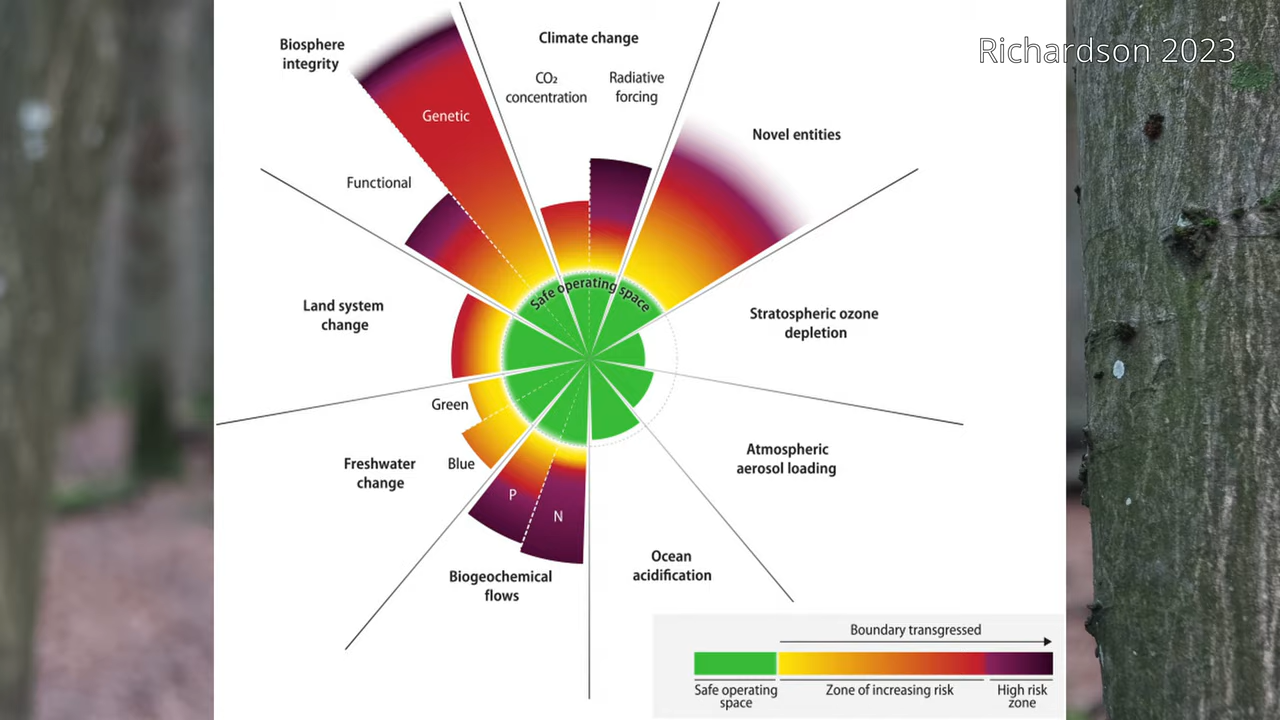 Richardson 2023
Biosphere
integrity
Climate change
CO₂
concentration
Radiative
forcing
Novel entities
Genetic
Functional
Safe operating space
Land system
change
Stratospheric ozone
depletion
Green
Freshwater
change
Blue
Atmospheric
aerosol loading
P
N
Biogeochemical
flows
Ocean
acidification
Boundary transgressed
Safe operating
space
Zone of increasing risk
High risk
zone